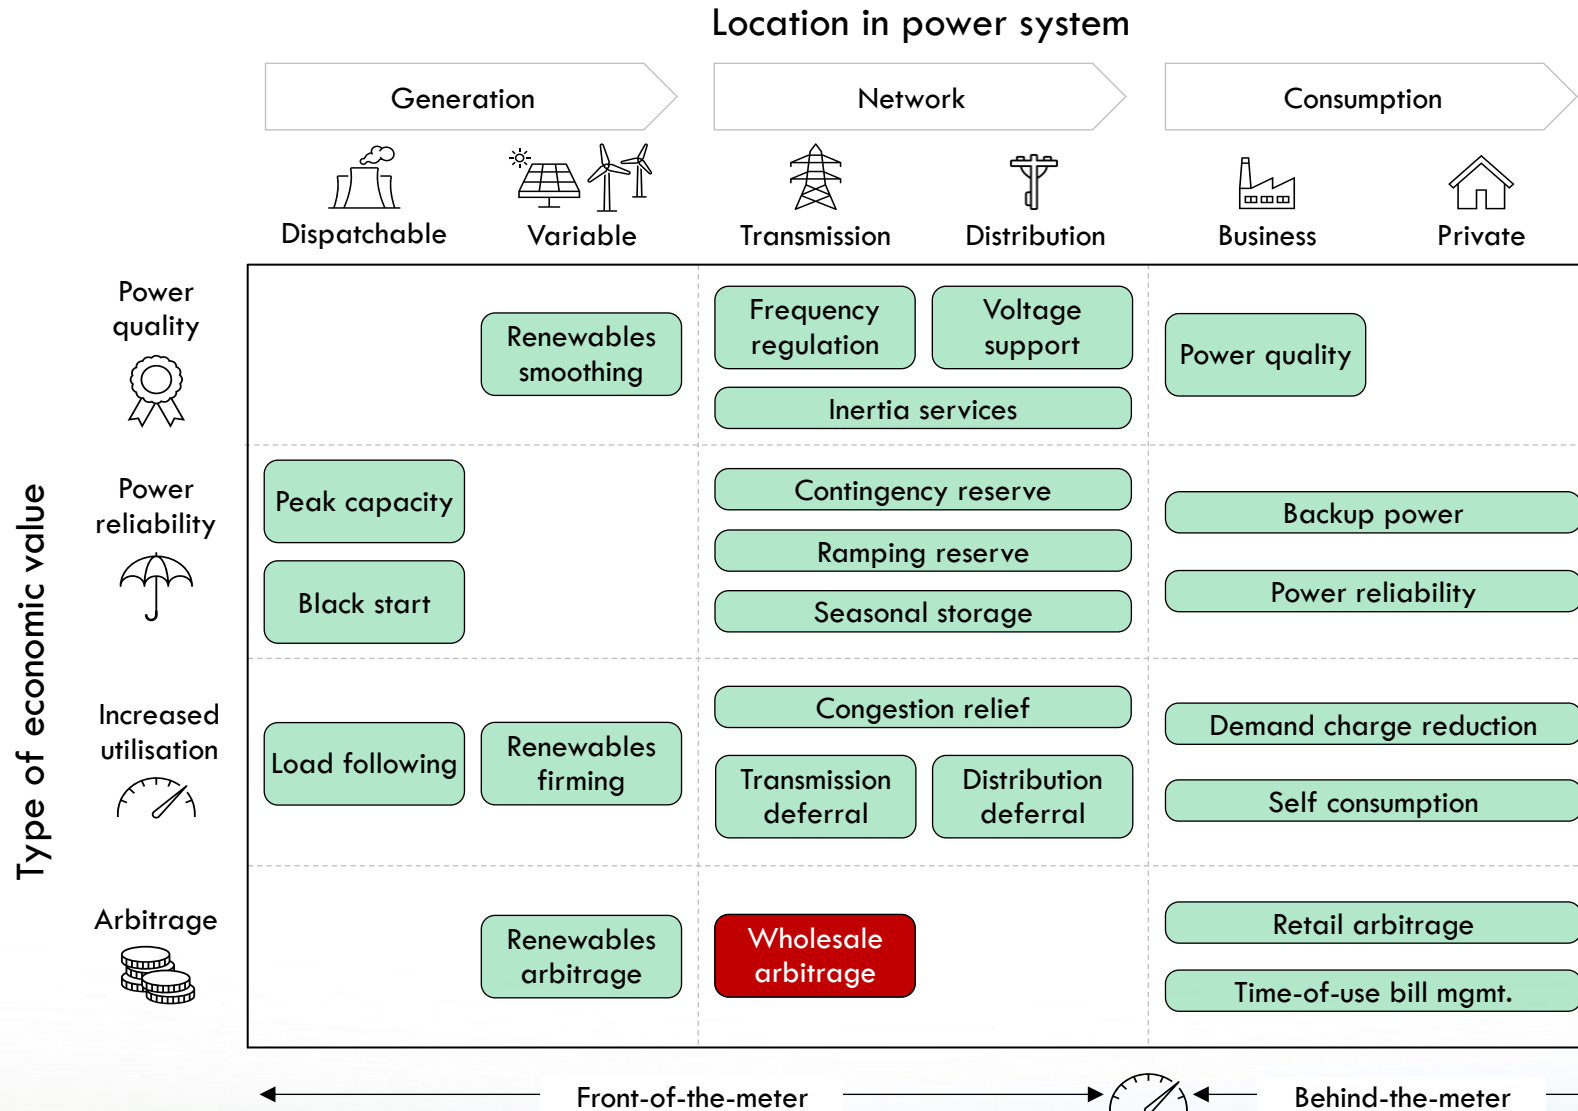 Location in power system
Generation
Network
Consumption
Dispatchable
Variable
Transmission
Distribution
Business
Private
Type of economic value
Power
quality
Renewables
smoothing
Frequency
regulation
Voltage
support
Inertia services
Power quality
Power
reliability
Peak capacity
Black start
Contingency reserve
Ramping reserve
Seasonal storage
Backup power
Power reliability
Increased
utilisation
Load following
Renewables
firming
Congestion relief
Transmission
deferral
Distribution
deferral
Demand charge reduction
Self consumption
Arbitrage
Renewables
arbitrage
Wholesale
arbitrage
Retail arbitrage
Time-of-use bill mgmt.
Front-of-the-meter
Behind-the-meter